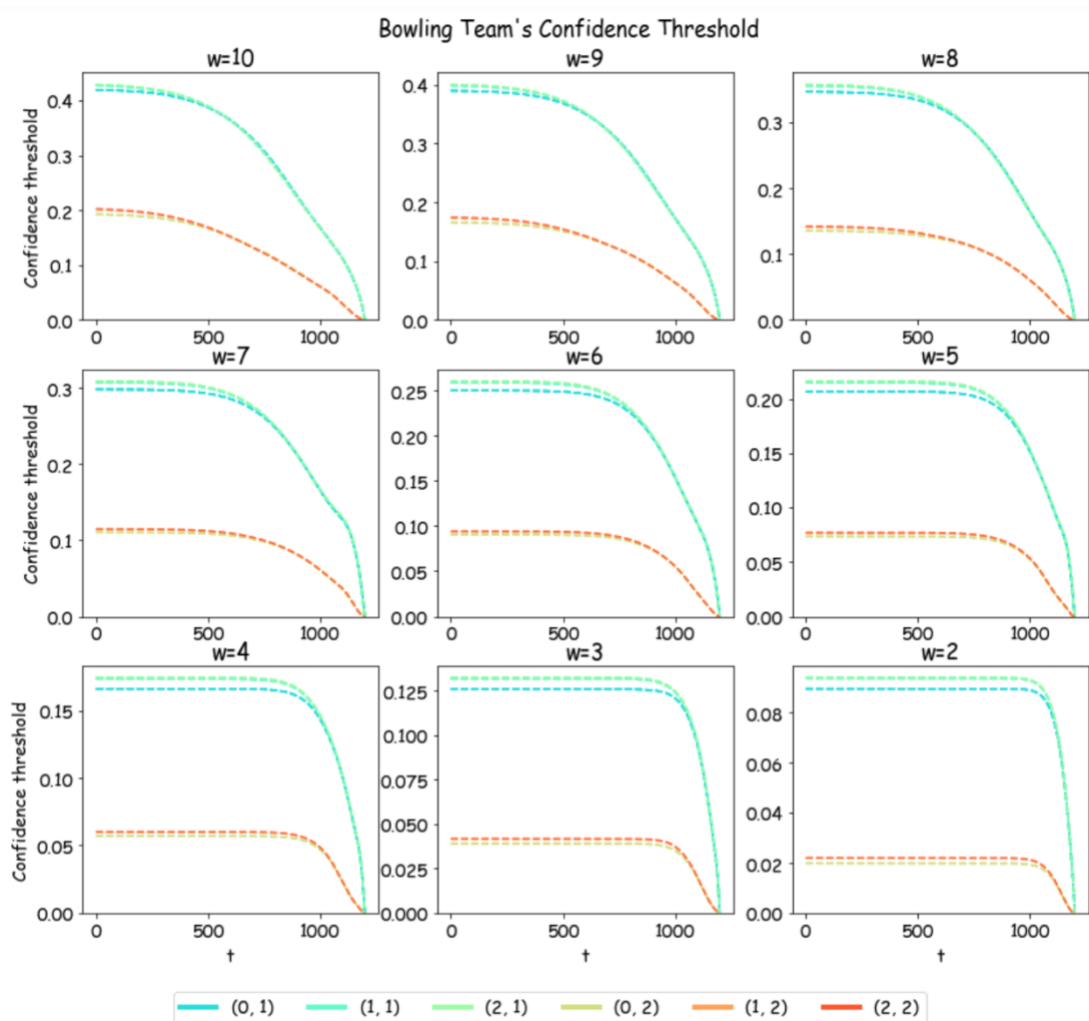 Bowling Team's Confidence Threshold
w=10 w=9 w=8
Confidence threshold
0.4
0.3
0.2
0.1
0.0
0 500 1000
0.4
0.3
0.2
0.1
0.0
0 500 1000
0.3
0.2
0.1
0.0
0 500 1000
w=7 w=6 w=5
Confidence threshold
0.3
0.2
0.1
0.0
0 500 1000
0.25
0.20
0.15
0.10
0.05
0.00
0 500 1000
0.20
0.15
0.10
0.05
0.00
0 500 1000
w=4 w=3 w=2
Confidence threshold
0.15
0.10
0.05
0.00
0 500 1000
t
0.125
0.100
0.075
0.050
0.025
0.000
0 500 1000
t
0.08
0.06
0.04
0.02
0.00
0 500 1000
t
(0, 1) (1, 1) (2, 1) (0, 2) (1, 2) (2, 2)